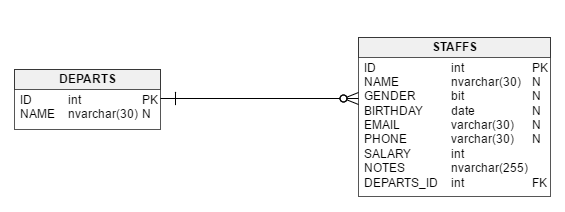 DEPARTS
ID int PK
NAME nvarchar(30) N
STAFFS
ID int PK
NAME nvarchar(30) N
GENDER bit N
BIRTHDAY date N
EMAIL varchar(30) N
PHONE varchar(30) N
SALARY int
NOTES nvarchar(255)
DEPARTS_ID int FK